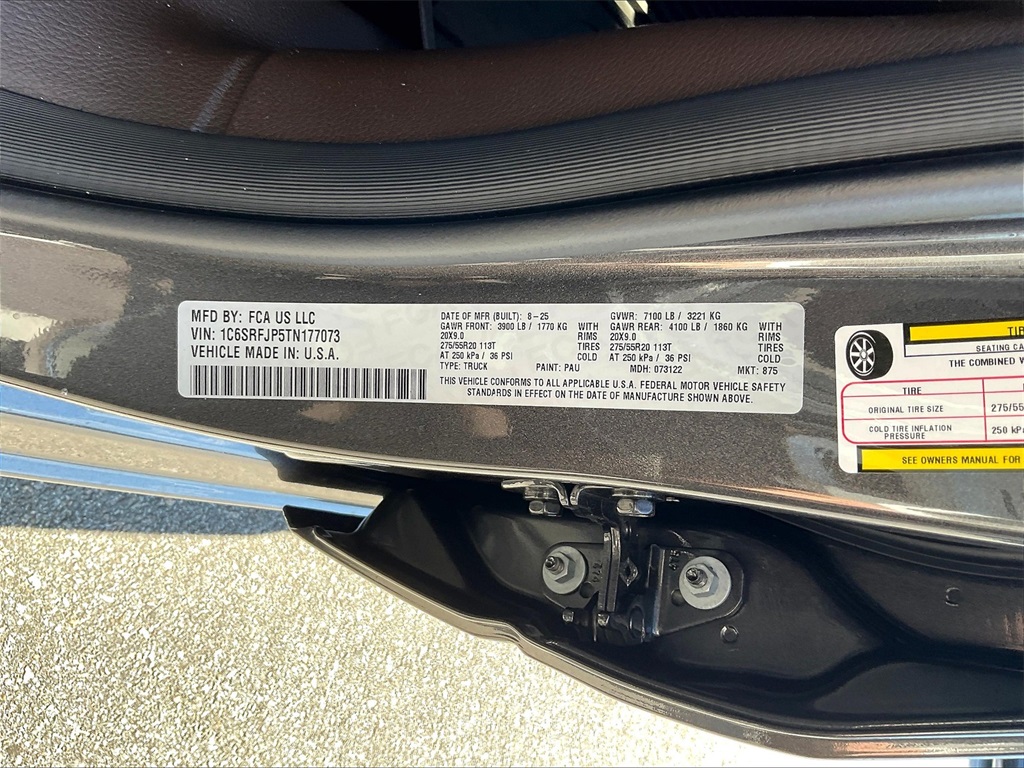 MFD BY: FCA US LLC
VIN: 1C6SRFJP5TN177073
VEHICLE MADE IN: U.S.A.
DATE OF MFR (BUILT): 8-25
GAWR FRONT: 3900 LB / 1770 KG WITH
20X9.0 RIMS
275/55R20 113T TIRES
AT 250 kPa / 36 PSI COLD
TYPE: TRUCK PAINT: PAU
GVWR: 7100 LB / 3221 KG
GAWR REAR: 4100 LB / 1860 KG WITH
20X9.0 RIMS
275/55R20 113T TIRES
AT 250 kPa / 36 PSI COLD
MDH: 073122 MKT: 875
THIS VEHICLE CONFORMS TO ALL APPLICABLE U.S.A. FEDERAL MOTOR VEHICLE SAFETY
STANDARDS IN EFFECT ON THE DATE OF MANUFACTURE SHOWN ABOVE.
TIRE
SEATING CA
THE COMBINED W
TIRE
ORIGINAL TIRE SIZE 275/55
COLD TIRE INFLATION
PRESSURE 250 kPa
SEE OWNERS MANUAL FOR